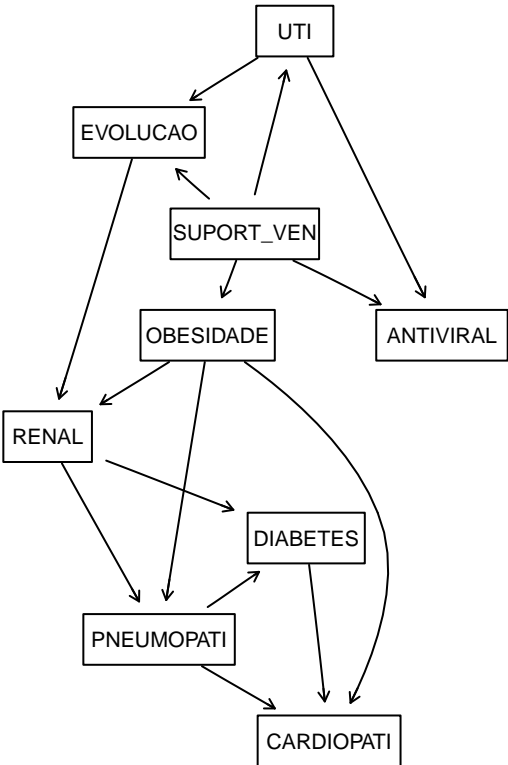 UTI
EVOLUCAO
SUPORT_VEN
OBESIDADE
ANTIVIRAL
RENAL
DIABETES
PNEUMOPATI
CARDIOPATI